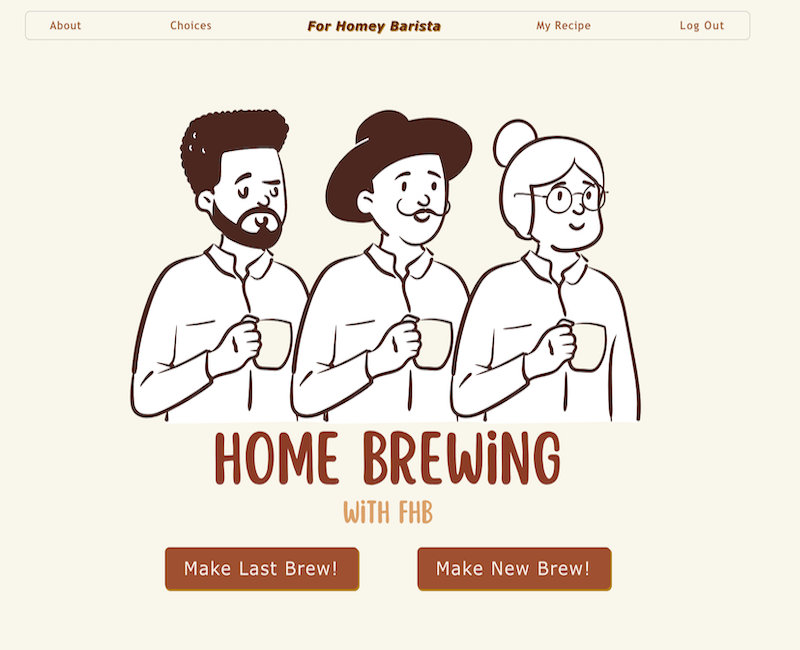 About Choices For Homey Barista My Recipe Log Out
HOME BREWiNG
WiTH FHB
Make Last Brew! Make New Brew!